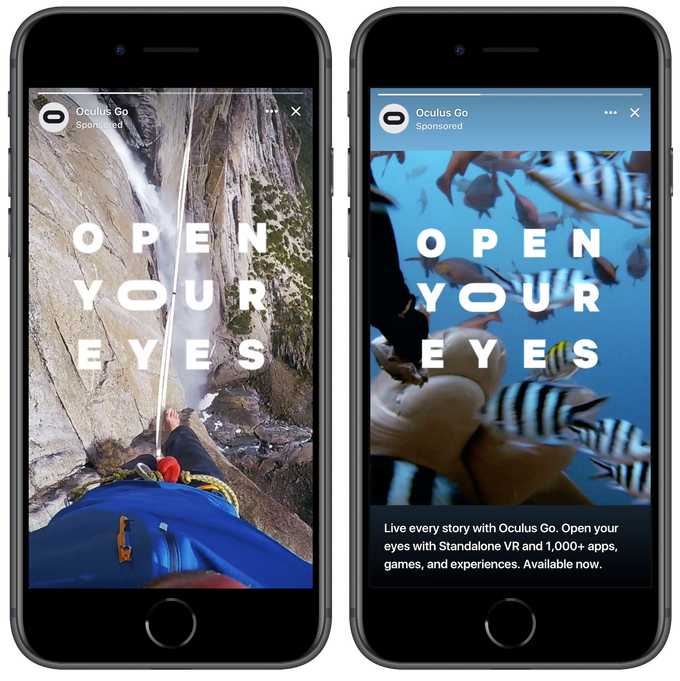 Oculus Go
Sponsored
OPEN
YOUR
EYES
Oculus Go
Sponsored
OPEN
YOUR
EYES
Live every story with Oculus Go. Open your
eyes with Standalone VR and 1,000+ apps,
games, and experiences. Available now.